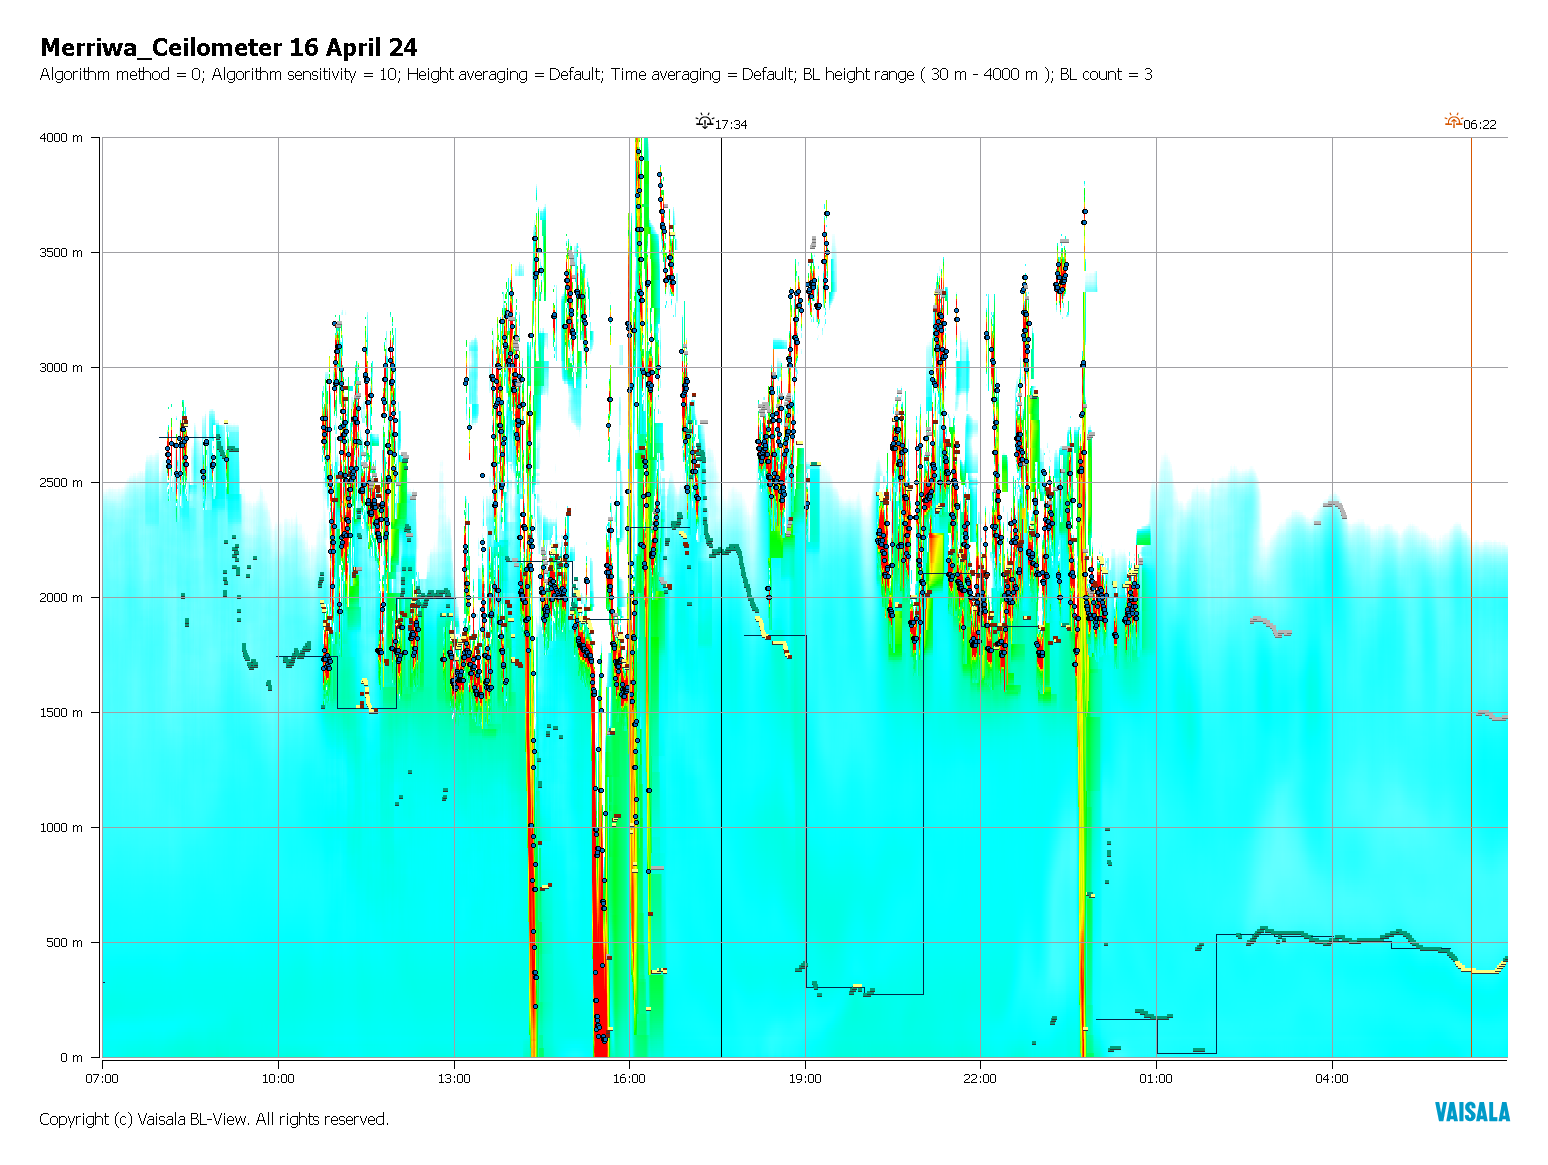 Merriwa_Ceilometer 16 April 24
Algorithm method = 0; Algorithm sensitivity = 10; Height averaging = Default; Time averaging = Default; BL height range ( 30 m - 4000 m ); BL count = 3
17:34
06:22
4000 m
3500 m
3000 m
2500 m
2000 m
1500 m
1000 m
500 m
0 m
07:00
10:00
13:00
16:00
19:00
22:00
01:00
04:00
Copyright (c) Vaisala BL-View. All rights reserved.
VAISALA